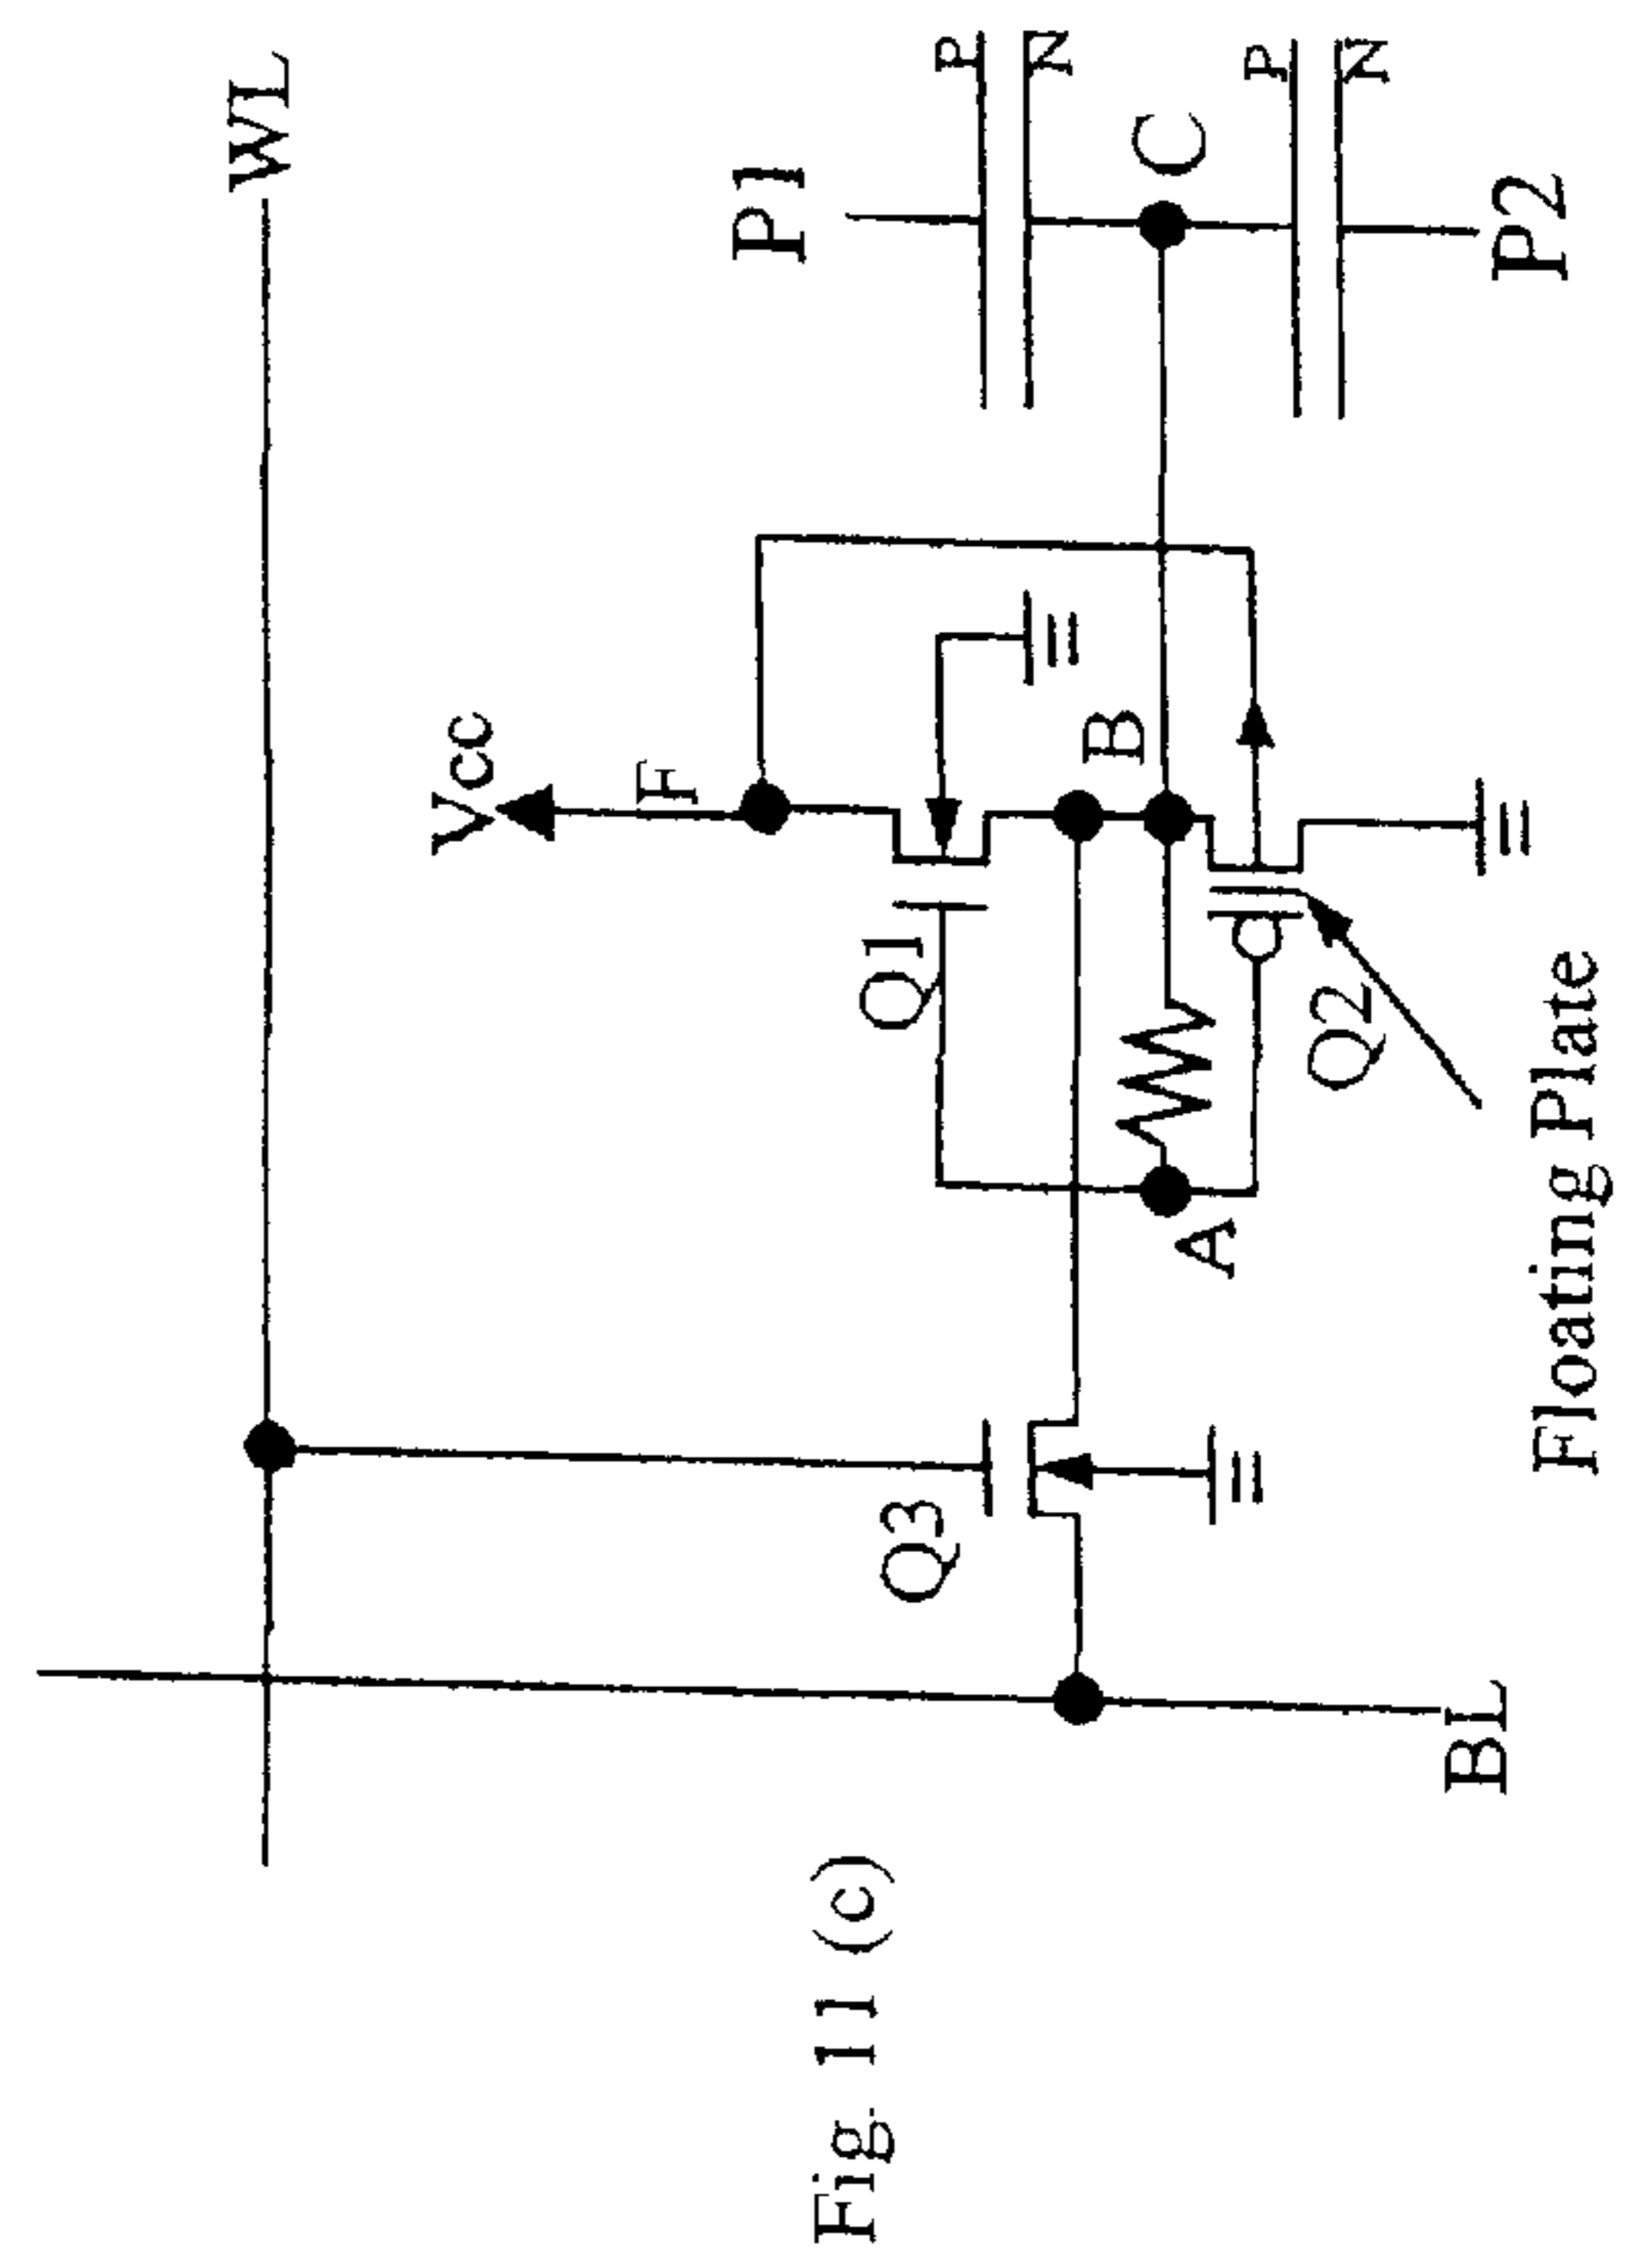 WL
Vcc
F
P1
P
N
C
P
N
P2
B
Q1
Q2
A
Q3
BL
Floating Plate
Fig. 11 (c)